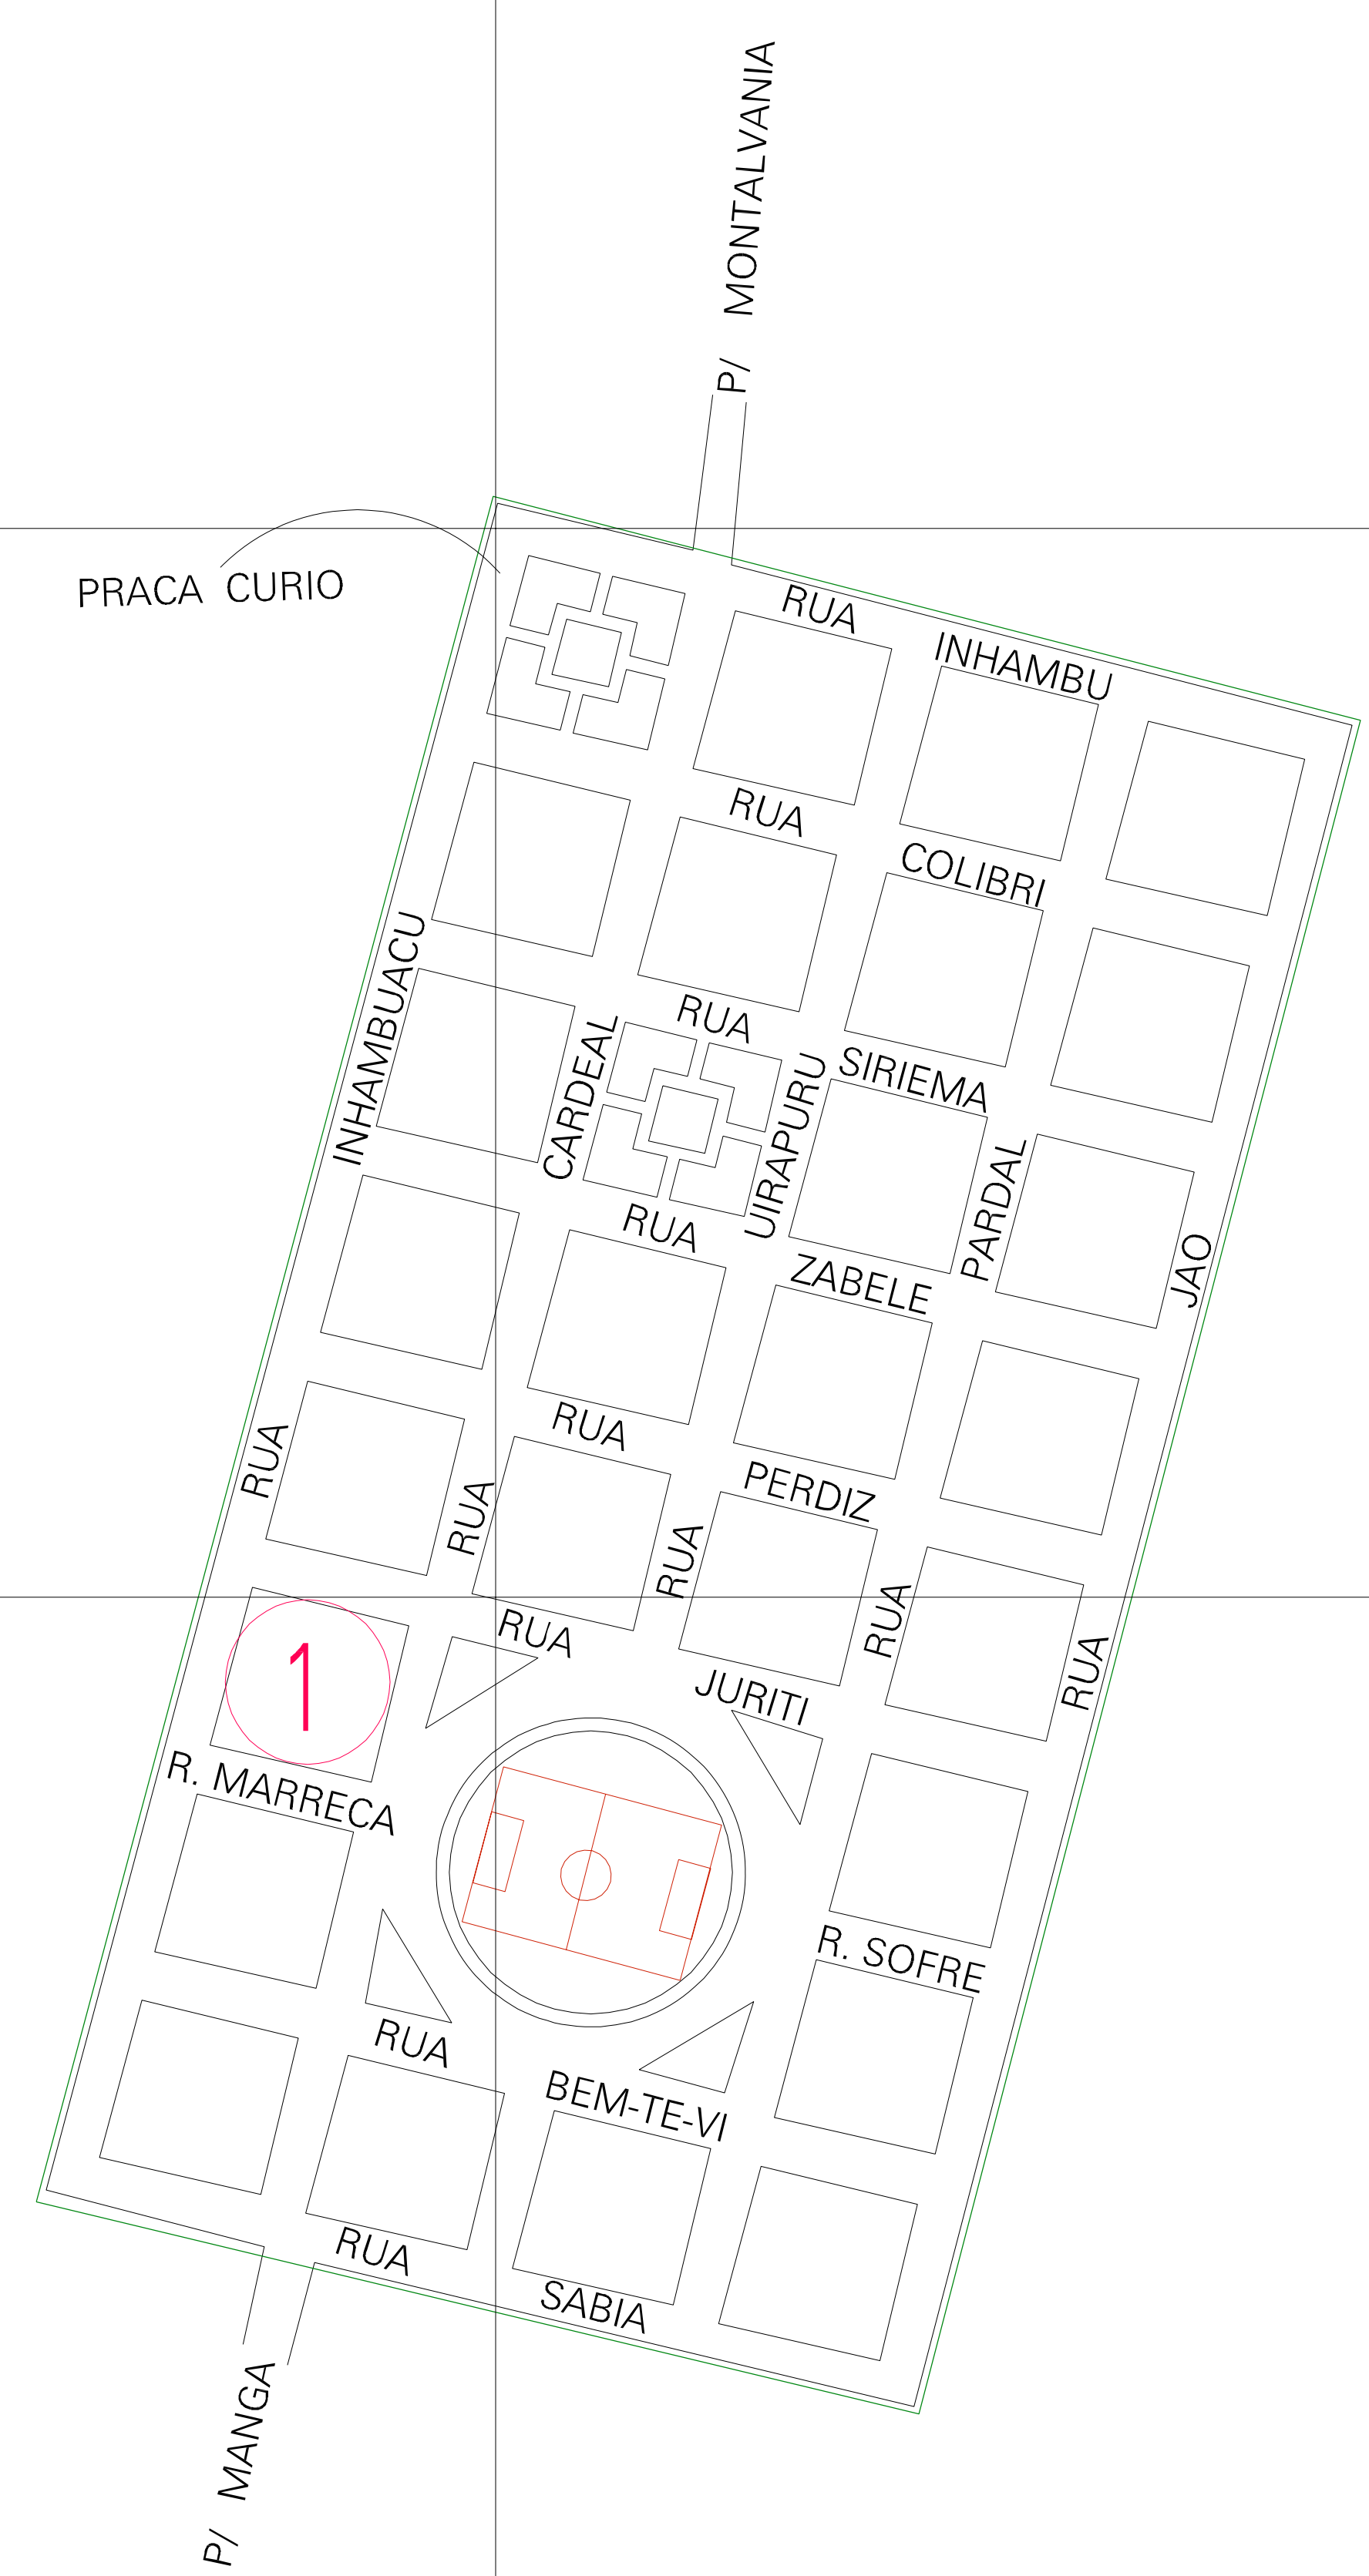 P/ MONTALVANIA
PRACA CURIO
RUA INHAMBU
RUA COLIBRI
RUA SIRIEMA
RUA ZABELE
RUA PERDIZ
RUA JURITI
RUA INHAMBUACU
RUA CARDEAL
RUA UIRAPURU
RUA PARDAL
RUA JAO
1
R. MARRECA
R. SOFRE
RUA BEM-TE-VI
RUA SABIA
P/ MANGA